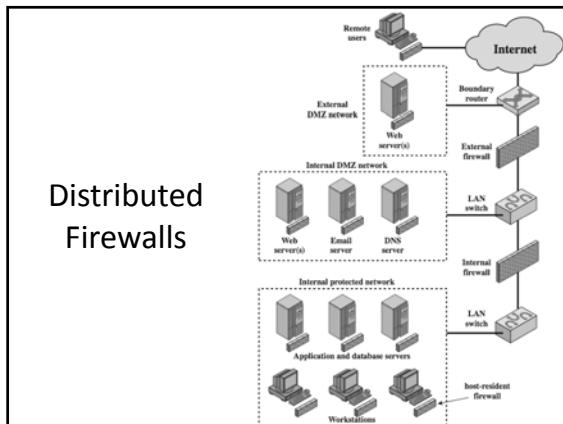 Distributed
Firewalls
Remote
users
Internet
Boundary
router
External
DMZ network
Web
server(s)
External
firewall
Internal DMZ network
Web
server(s)
Email
server
DNS
server
LAN
switch
Internal
firewall
Internal protected network
Application and database servers
LAN
switch
host-resident
firewall
Workstations